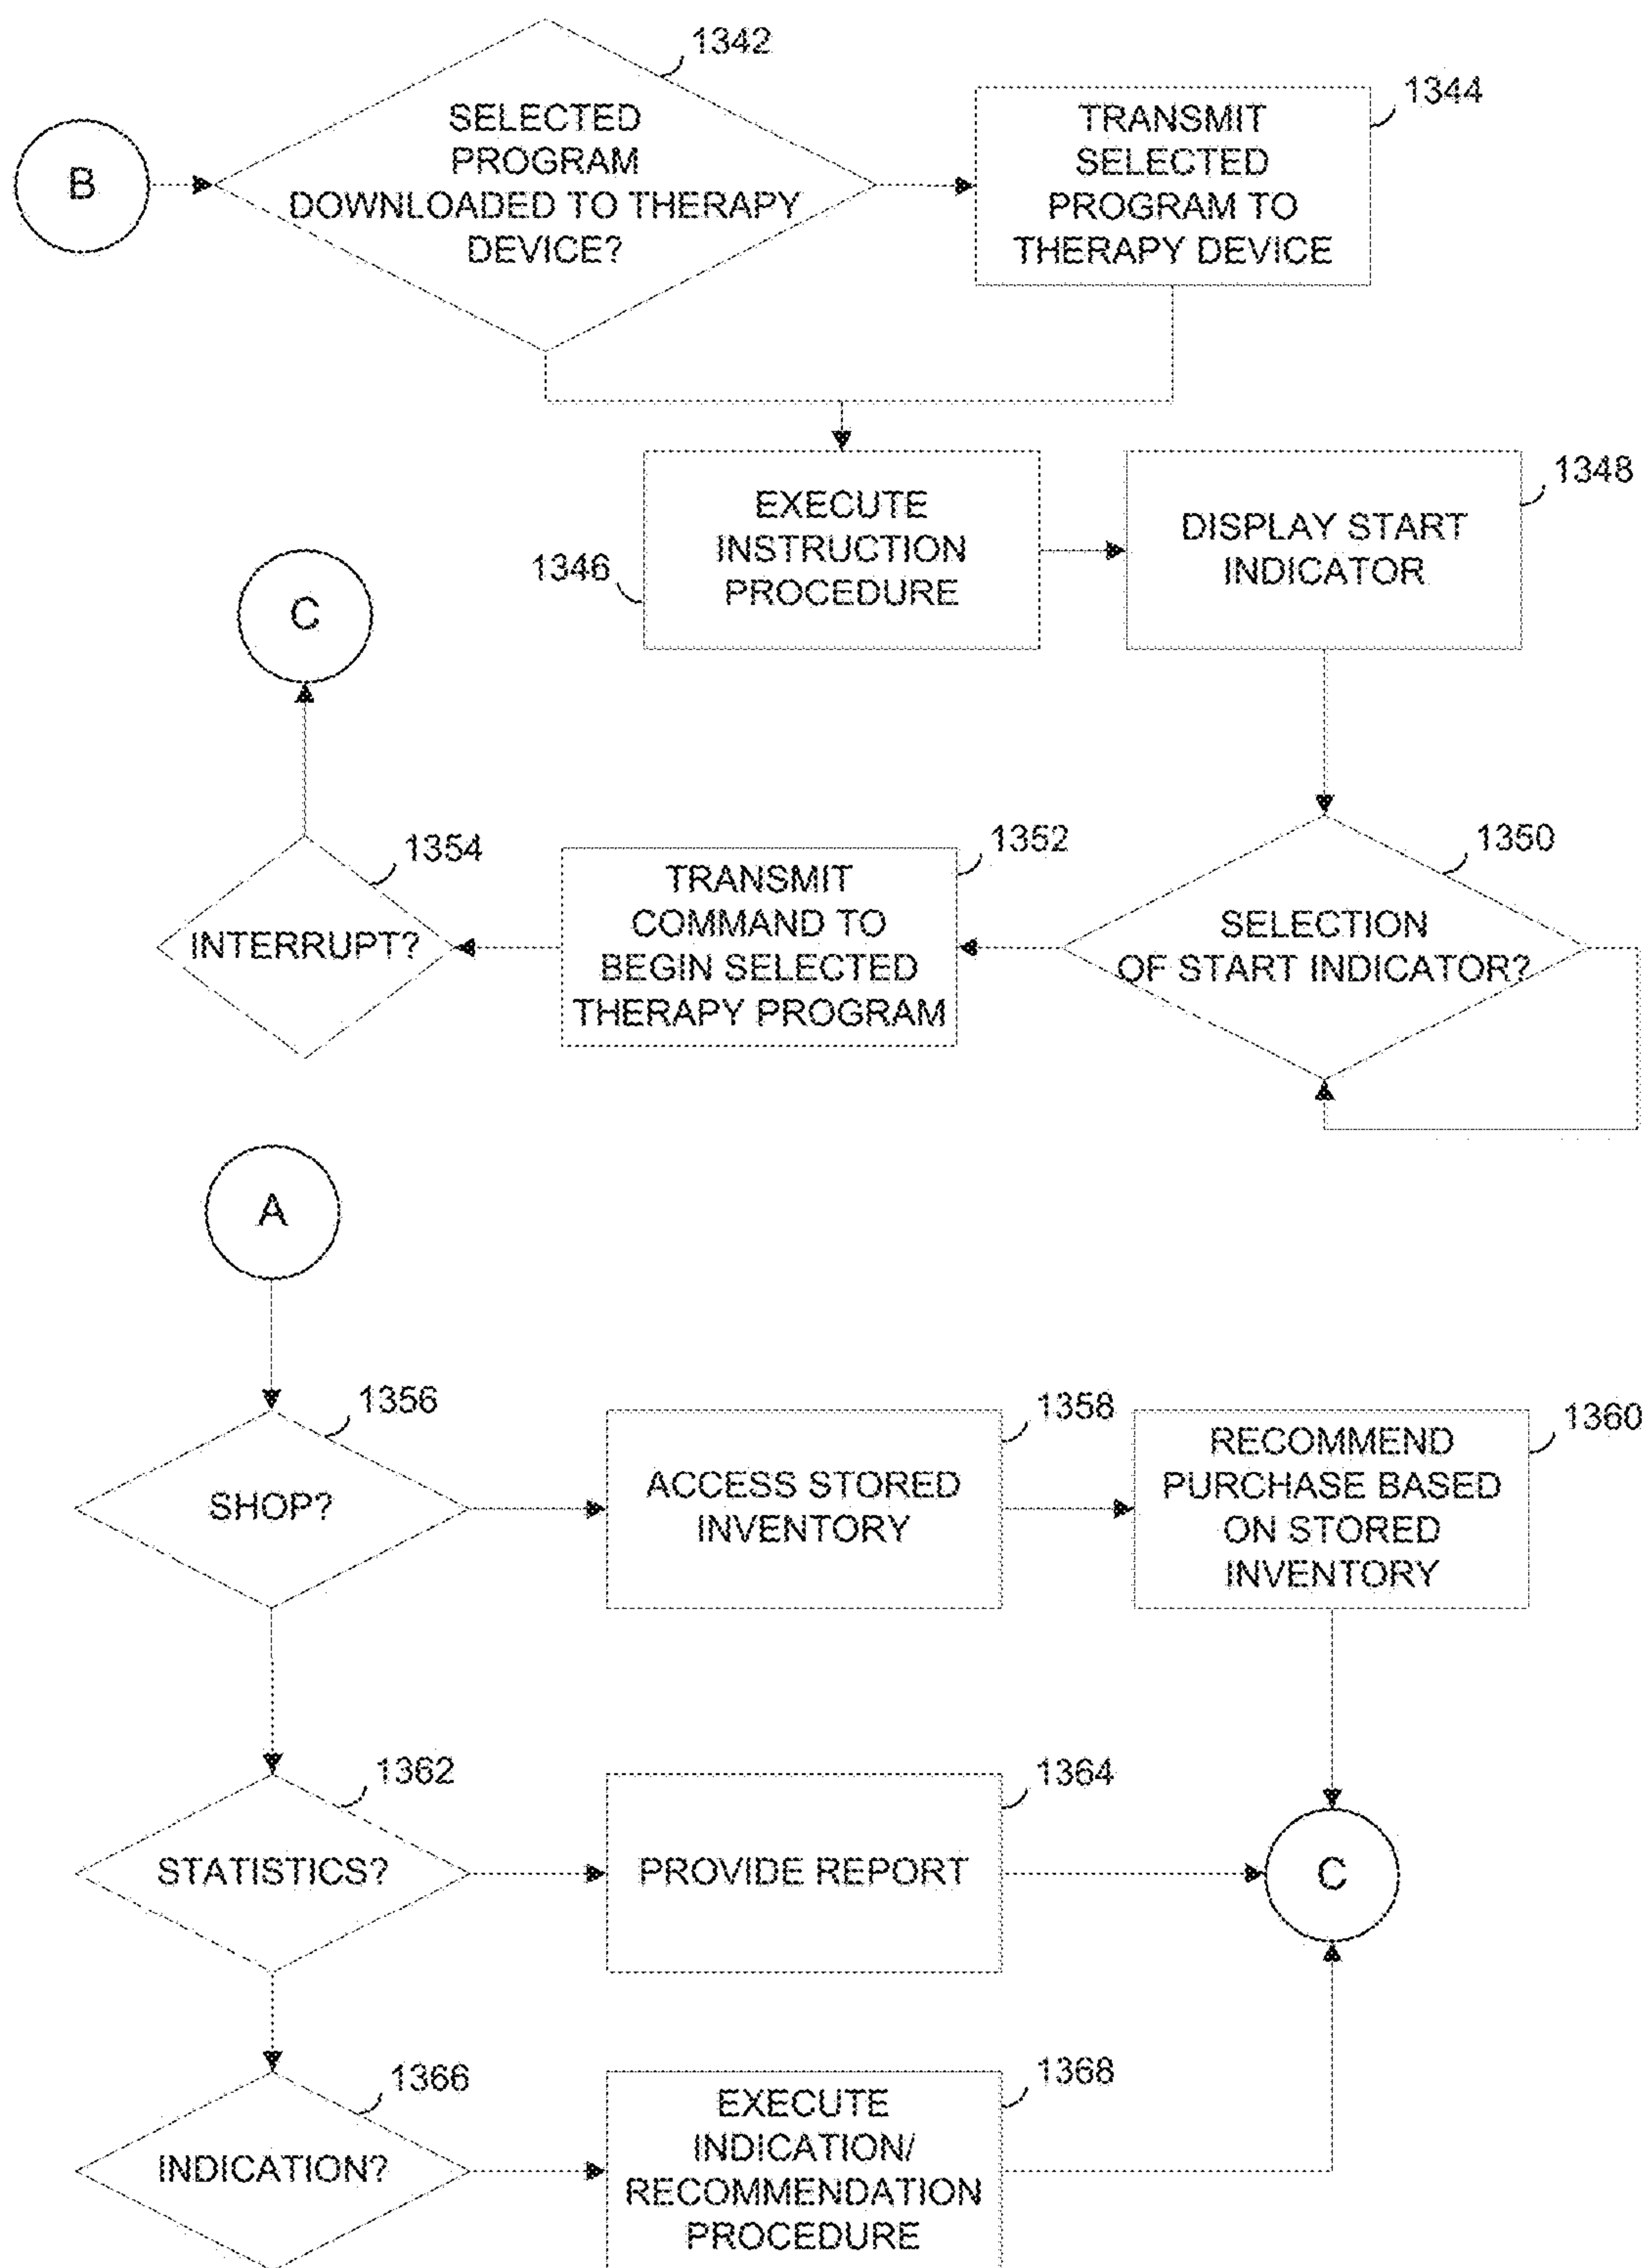 1342
B
SELECTED
PROGRAM
DOWNLOADED TO THERAPY
DEVICE?
1344
TRANSMIT
SELECTED
PROGRAM TO
THERAPY DEVICE
1346
EXECUTE
INSTRUCTION
PROCEDURE
1348
DISPLAY START
INDICATOR
C
1354
INTERRUPT?
1352
TRANSMIT
COMMAND TO
BEGIN SELECTED
THERAPY PROGRAM
1350
SELECTION
OF START INDICATOR?
A
1356
SHOP?
1358
ACCESS STORED
INVENTORY
1360
RECOMMEND
PURCHASE BASED
ON STORED
INVENTORY
1362
STATISTICS?
1364
PROVIDE REPORT
C
1366
INDICATION?
1368
EXECUTE
INDICATION/
RECOMMENDATION
PROCEDURE